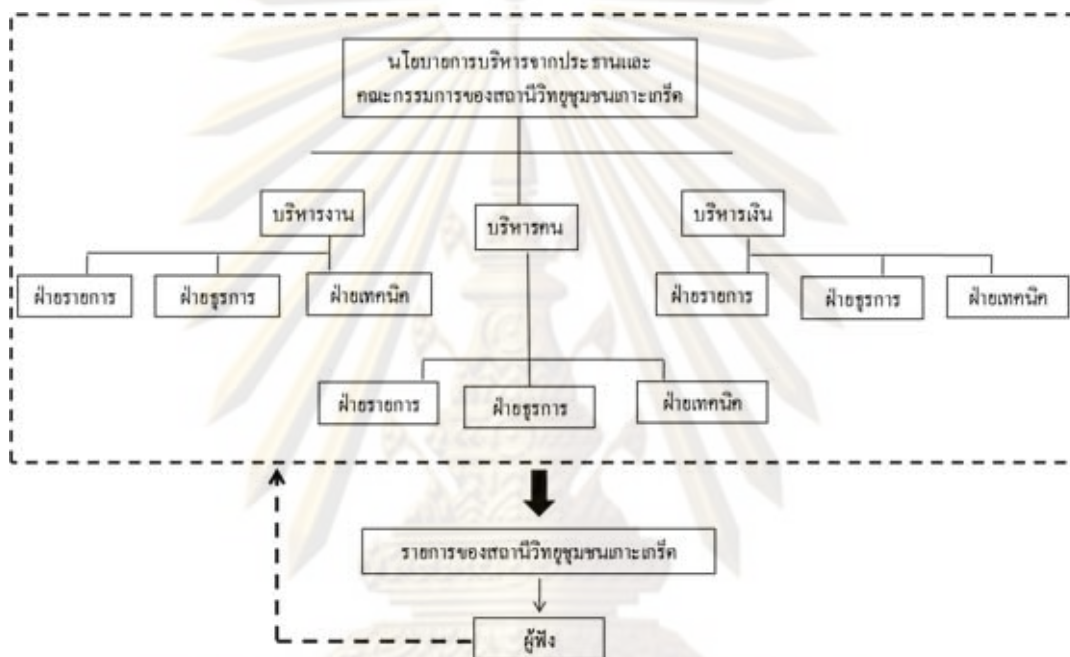 นโยบายการบริหารจากประธานและ
คณะกรรมการของสถานีวิทยุชุมชนเกาะเกร็ด
บริหารงาน
บริหารคน
บริหารเงิน
ฝ่ายรายการ
ฝ่ายธุรการ
ฝ่ายเทคนิค
ฝ่ายรายการ
ฝ่ายธุรการ
ฝ่ายเทคนิค
ฝ่ายรายการ
ฝ่ายธุรการ
ฝ่ายเทคนิค
รายการของสถานีวิทยุชุมชนเกาะเกร็ด
ผู้ฟัง